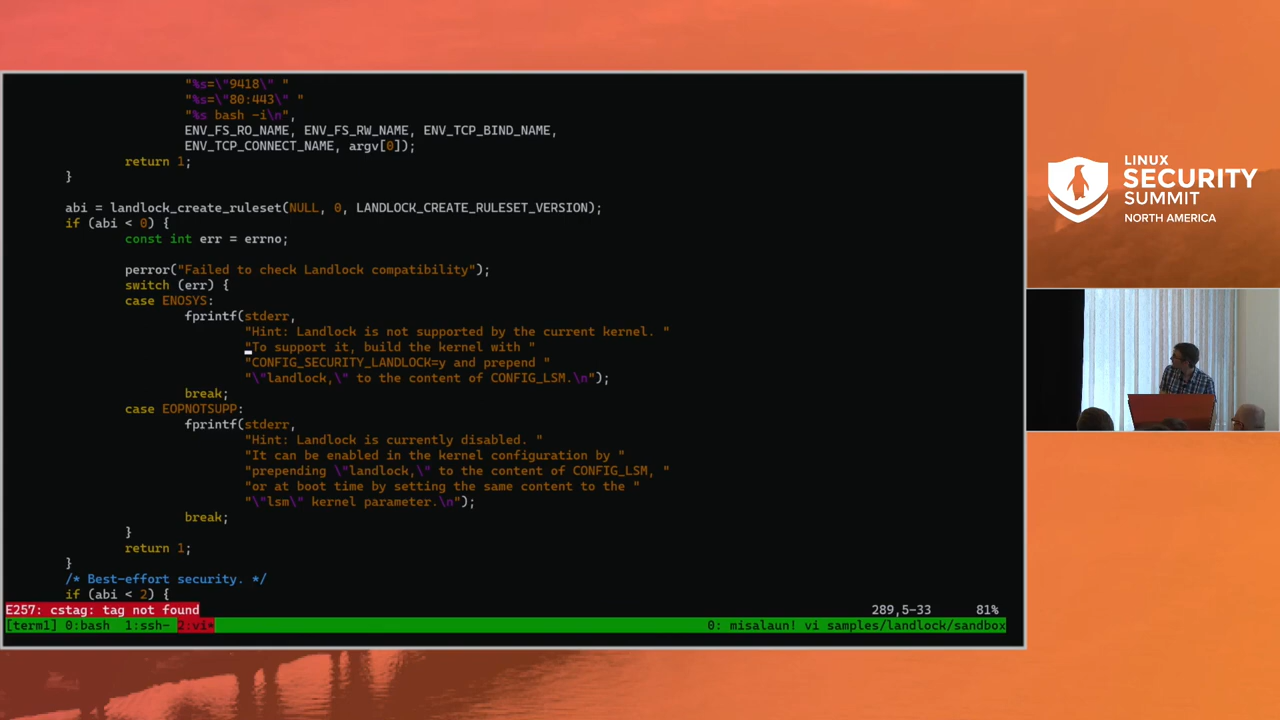 "%s=\"9418\" "
"%s=\"80:443\" "
"%s bash -i\n",
ENV_FS_RO_NAME, ENV_FS_RW_NAME, ENV_TCP_BIND_NAME,
ENV_TCP_CONNECT_NAME, argv[0]);
return 1;
}
abi = landlock_create_ruleset(NULL, 0, LANDLOCK_CREATE_RULESET_VERSION);
if (abi < 0) {
const int err = errno;
perror("Failed to check Landlock compatibility");
switch (err) {
case ENOSYS:
fprintf(stderr,
"Hint: Landlock is not supported by the current kernel. "
"To support it, build the kernel with "
"CONFIG_SECURITY_LANDLOCK=y and prepend "
"\"landlock,\" to the content of CONFIG_LSM.\n");
break;
case EOPNOTSUPP:
fprintf(stderr,
"Hint: Landlock is currently disabled. "
"It can be enabled in the kernel configuration by "
"prepending \"landlock,\" to the content of CONFIG_LSM, "
"or at boot time by setting the same content to the "
"\"lsm\" kernel parameter.\n");
break;
}
return 1;
}
/* Best-effort security. */
if (abi < 2) {
E257: cstag: tag not found 289,5-33 81%
[term1] 0:bash 1:ssh- 2:vi* 0: misalaun! vi samples/landlock/sandbox
LINUX
SECURITY
SUMMIT
NORTH AMERICA